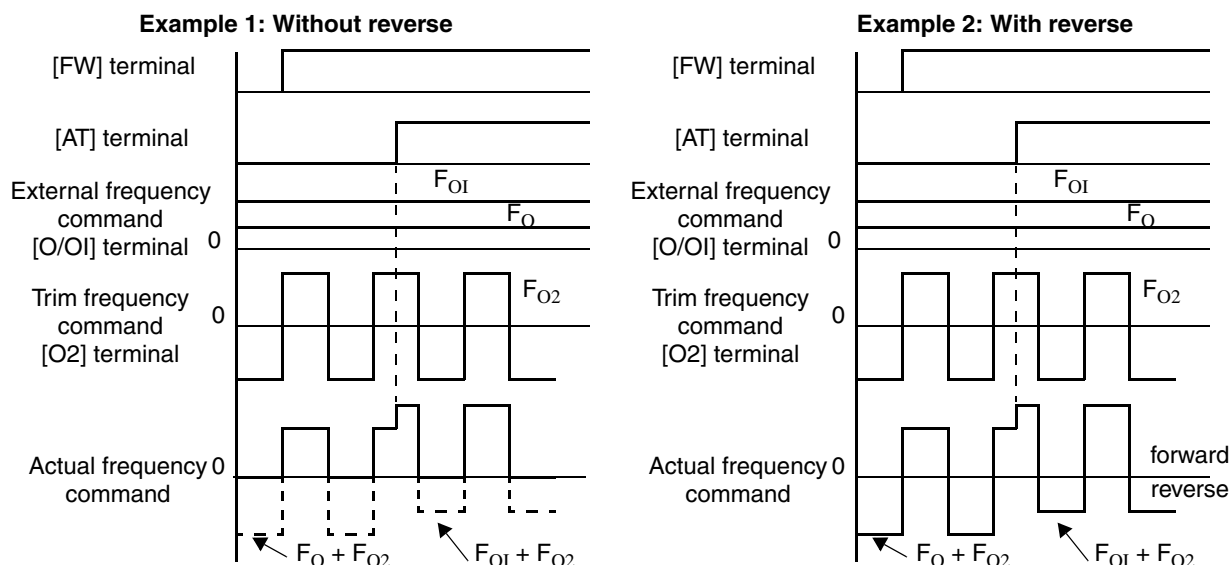 Example 1: Without reverse
[FW] terminal
[AT] terminal
F_OI
External frequency
command
F_O
[O/OI] terminal 0
F_O2
Trim frequency
command 0
[O2] terminal
Actual frequency 0
command
F_O + F_O2
F_OI + F_O2
Example 2: With reverse
[FW] terminal
[AT] terminal
F_OI
External frequency
command
F_O
[O/OI] terminal 0
F_O2
Trim frequency
command 0
[O2] terminal
forward
Actual frequency 0
command
reverse
F_O + F_O2
F_OI + F_O2